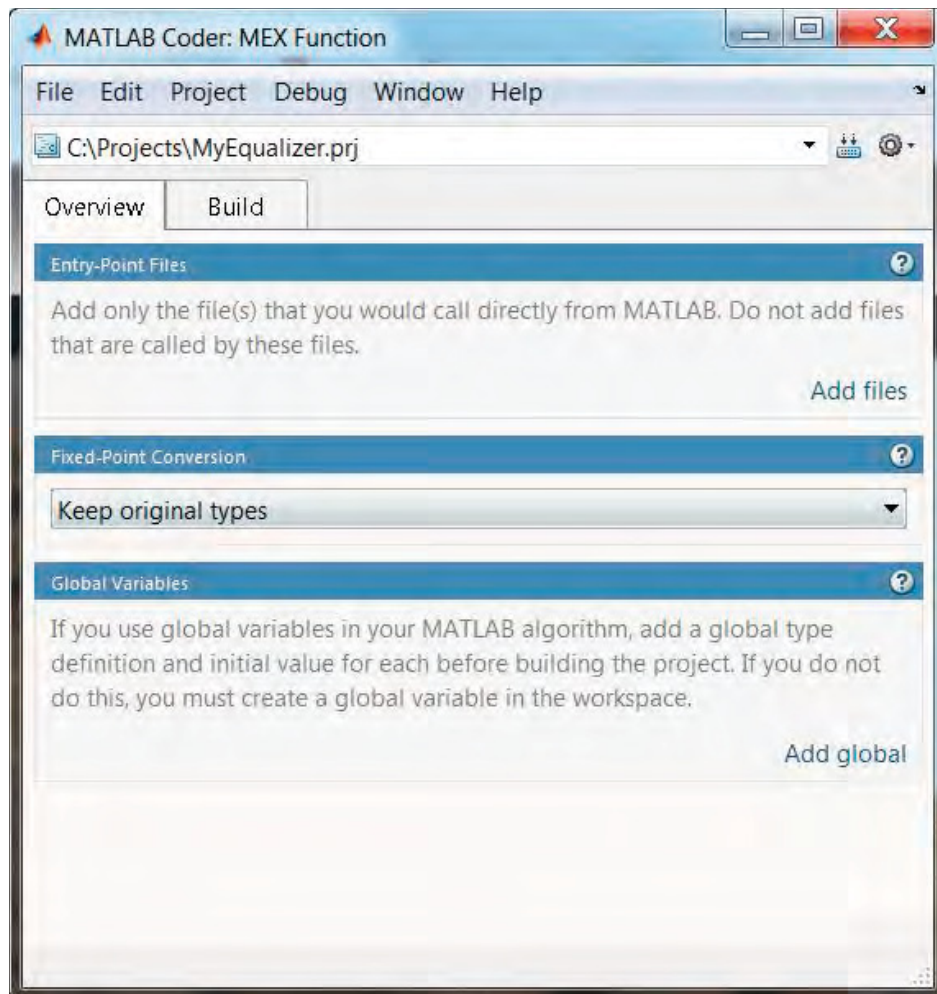 MATLAB Coder: MEX Function
File Edit Project Debug Window Help
C:\Projects\MyEqualizer.prj
Overview Build
Entry-Point Files ?
Add only the file(s) that you would call directly from MATLAB. Do not add files
that are called by these files.
Add files
Fixed-Point Conversion ?
Keep original types
Global Variables ?
If you use global variables in your MATLAB algorithm, add a global type
definition and initial value for each before building the project. If you do not
do this, you must create a global variable in the workspace.
Add global